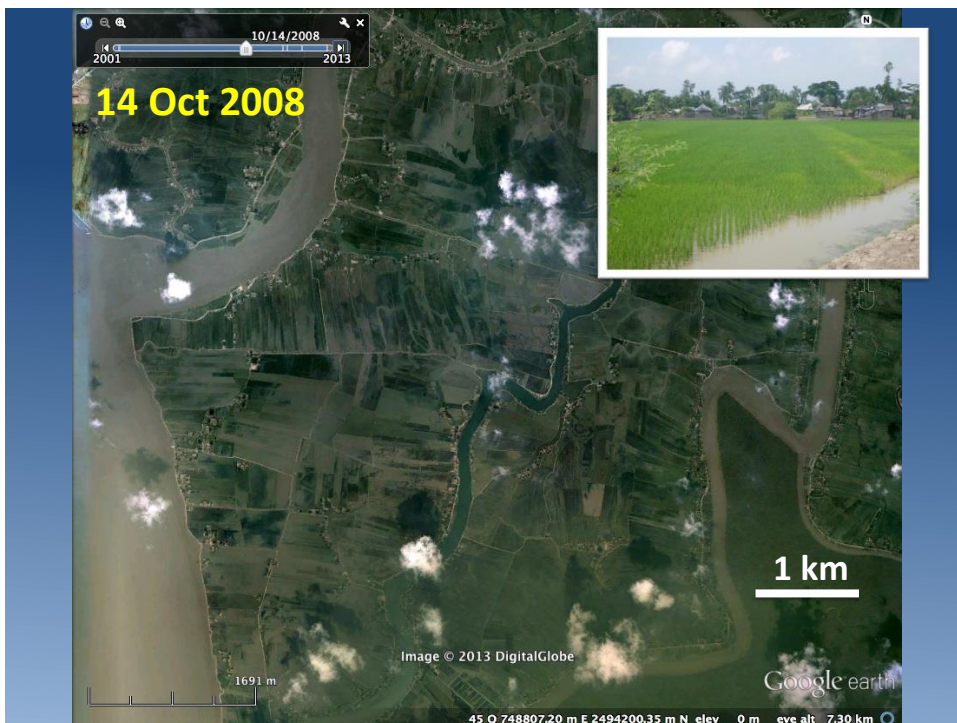 10/14/2008
2001
2013
14 Oct 2008
N
1 km
Image © 2013 DigitalGlobe
Google earth
1691 m
45 Q 748807.20 m E 2494200.35 m N elev 0 m eye alt 7.30 km